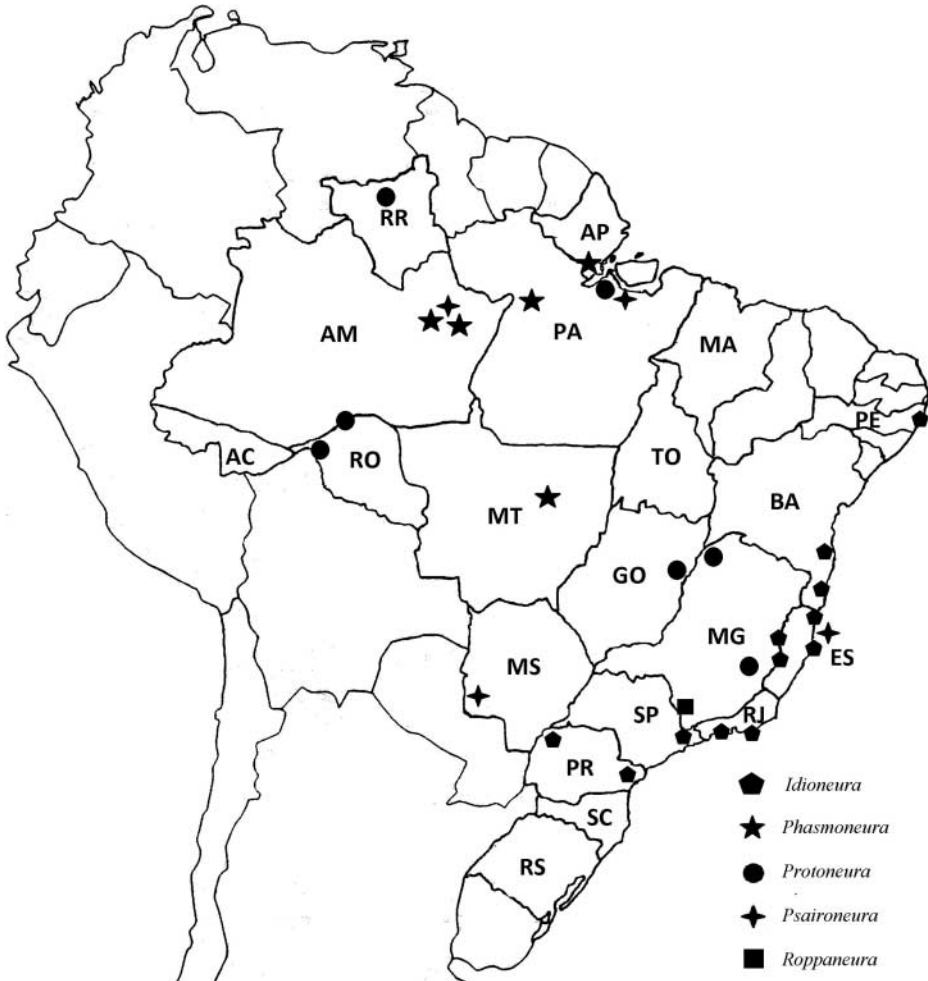 RR
AP
AM
PA
MA
PE
AC
RO
TO
MT
BA
GO
MG
MS
ES
SP
RJ
PR
SC
RS
Idioneura
Phasmoneura
Protoneura
Psaironeura
Roppaneura